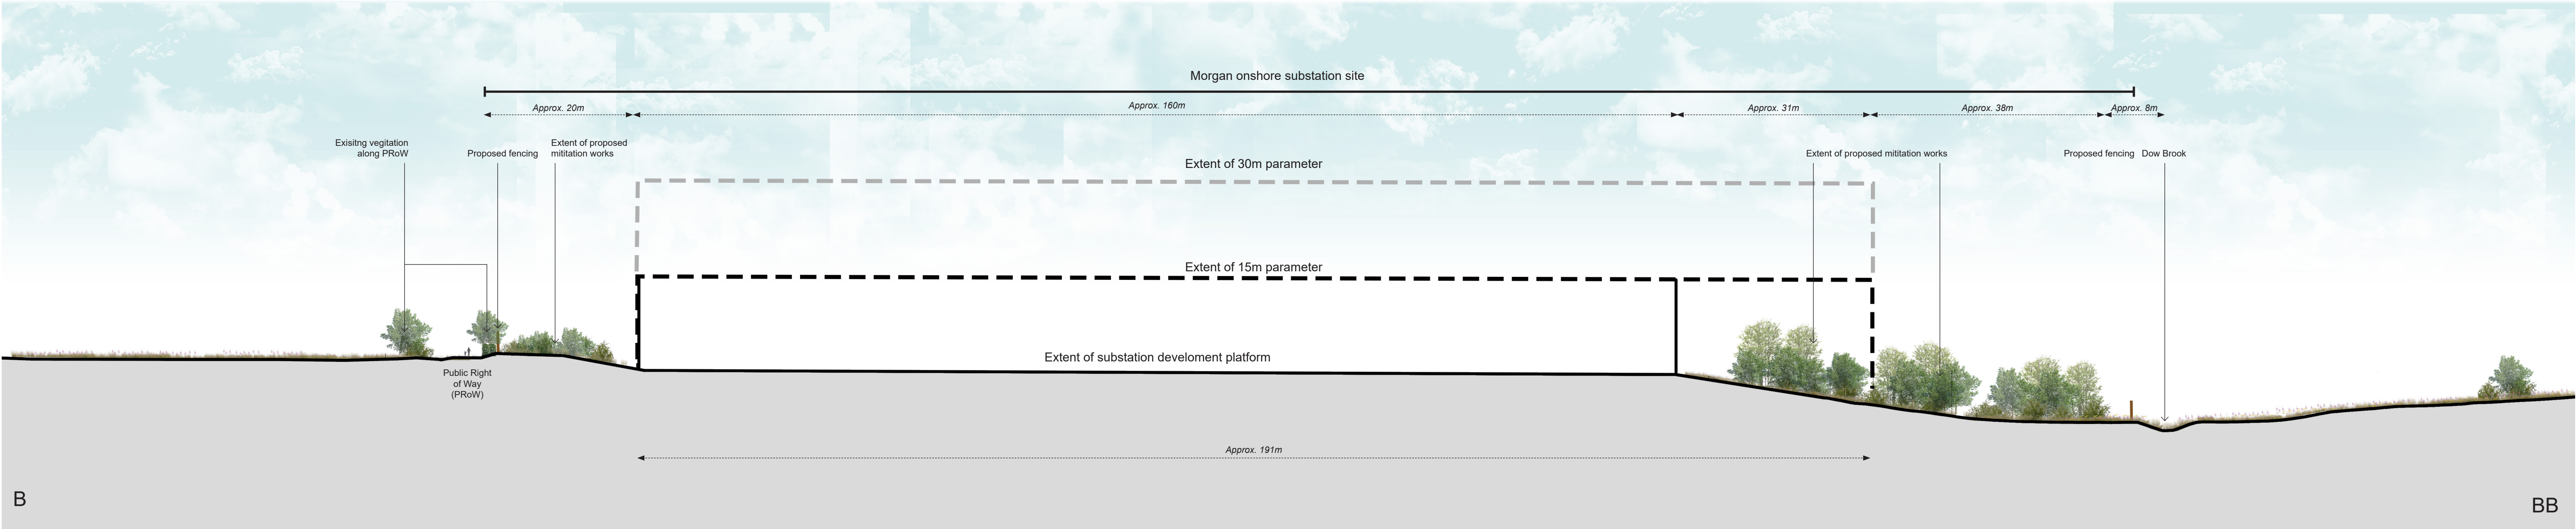 Morgan onshore substation site
Approx. 20m
Approx. 160m
Approx. 31m
Approx. 38m
Approx. 8m
Exisitng vegitation
along PRoW
Proposed fencing
Extent of proposed
mititation works
Extent of 30m parameter
Extent of proposed mititation works
Proposed fencing
Dow Brook
Extent of 15m parameter
Extent of substation develoment platform
Public Right
of Way
(PRoW)
Approx. 191m
B
BB